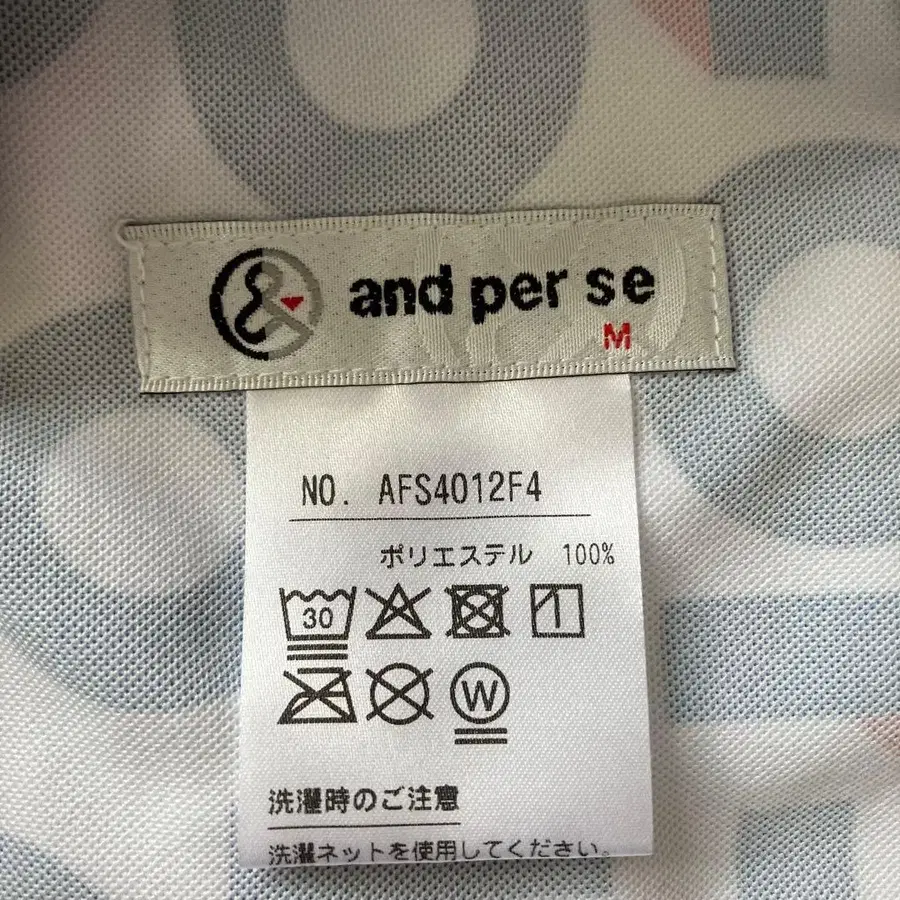 & and per se
M
NO. AFS4012F4
ポリエステル 100%
30
W
洗濯時のご注意
洗濯ネットを使用してください。